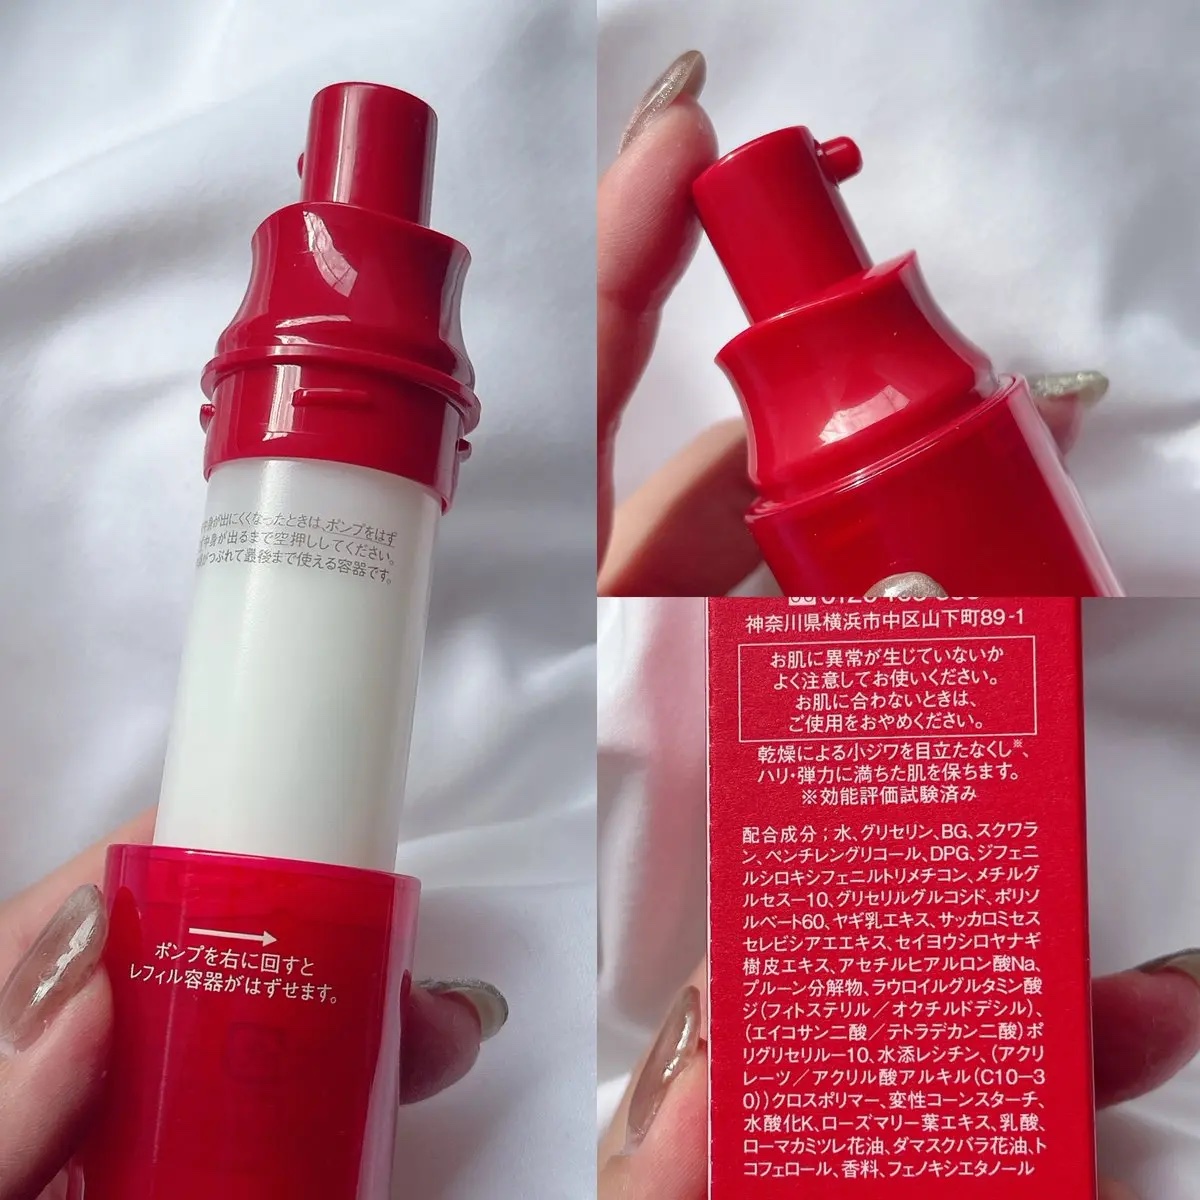 中身が出にくくなったときは、ポンプをはず
中身が出るまで空押ししてください。
がつぶれて最後まで使える容器です。
ポンプを右に回すと
レフィル容器がはずせます。
神奈川県横浜市中区山下町89-1
お肌に異常が生じていないか
よく注意してお使いください。
お肌に合わないときは、
ご使用をおやめください。
乾燥による小ジワを目立たなくし※、
ハリ・弾力に満ちた肌を保ちます。
※効能評価試験済み
配合成分；水、グリセリン、BG、スクワラ
ン、ペンチレングリコール、DPG、ジフェニ
ルシロキシフェニルトリメチコン、メチルグ
ルセス－10、グリセリルグルコシド、ポリソ
ルベート60、ヤギ乳エキス、サッカロミセス
セレビシアエエキス、セイヨウシロヤナギ
樹皮エキス、アセチルヒアルロン酸Na、
プルーン分解物、ラウロイルグルタミン酸
ジ（フィトステリル／オクチルドデシル）、
（エイコサン二酸／テトラデカン二酸）ポ
リグリセリル－10、水添レシチン、（アクリ
レーツ／アクリル酸アルキル（C10－3
0））クロスポリマー、変性コーンスターチ、
水酸化K、ローズマリー葉エキス、乳酸、
ローマカミツレ花油、ダマスクバラ花油、ト
コフェロール、香料、フェノキシエタノール